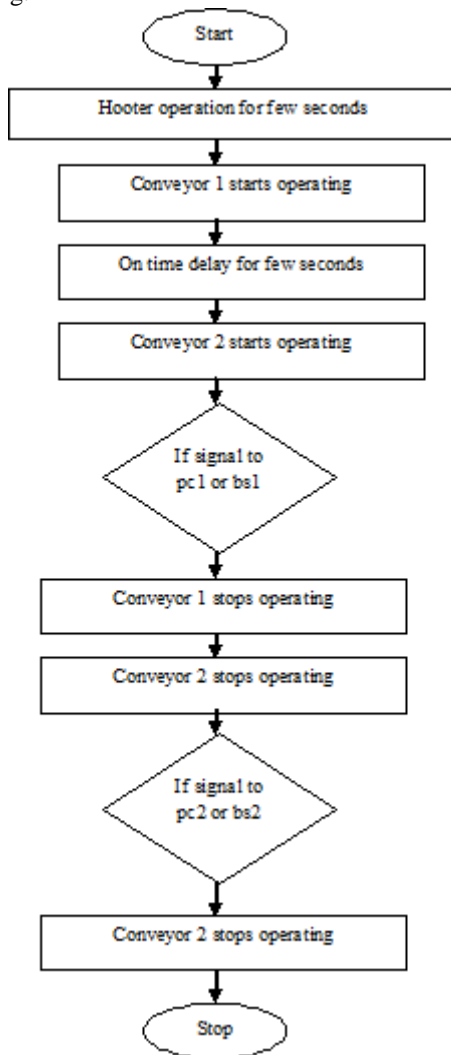 Start
Hooter operation for few seconds
Conveyor 1 starts operating
On time delay for few seconds
Conveyor 2 starts operating
If signal to
pc1 or bs1
Conveyor 1 stops operating
Conveyor 2 stops operating
If signal to
pc2 or bs2
Conveyor 2 stops operating
Stop